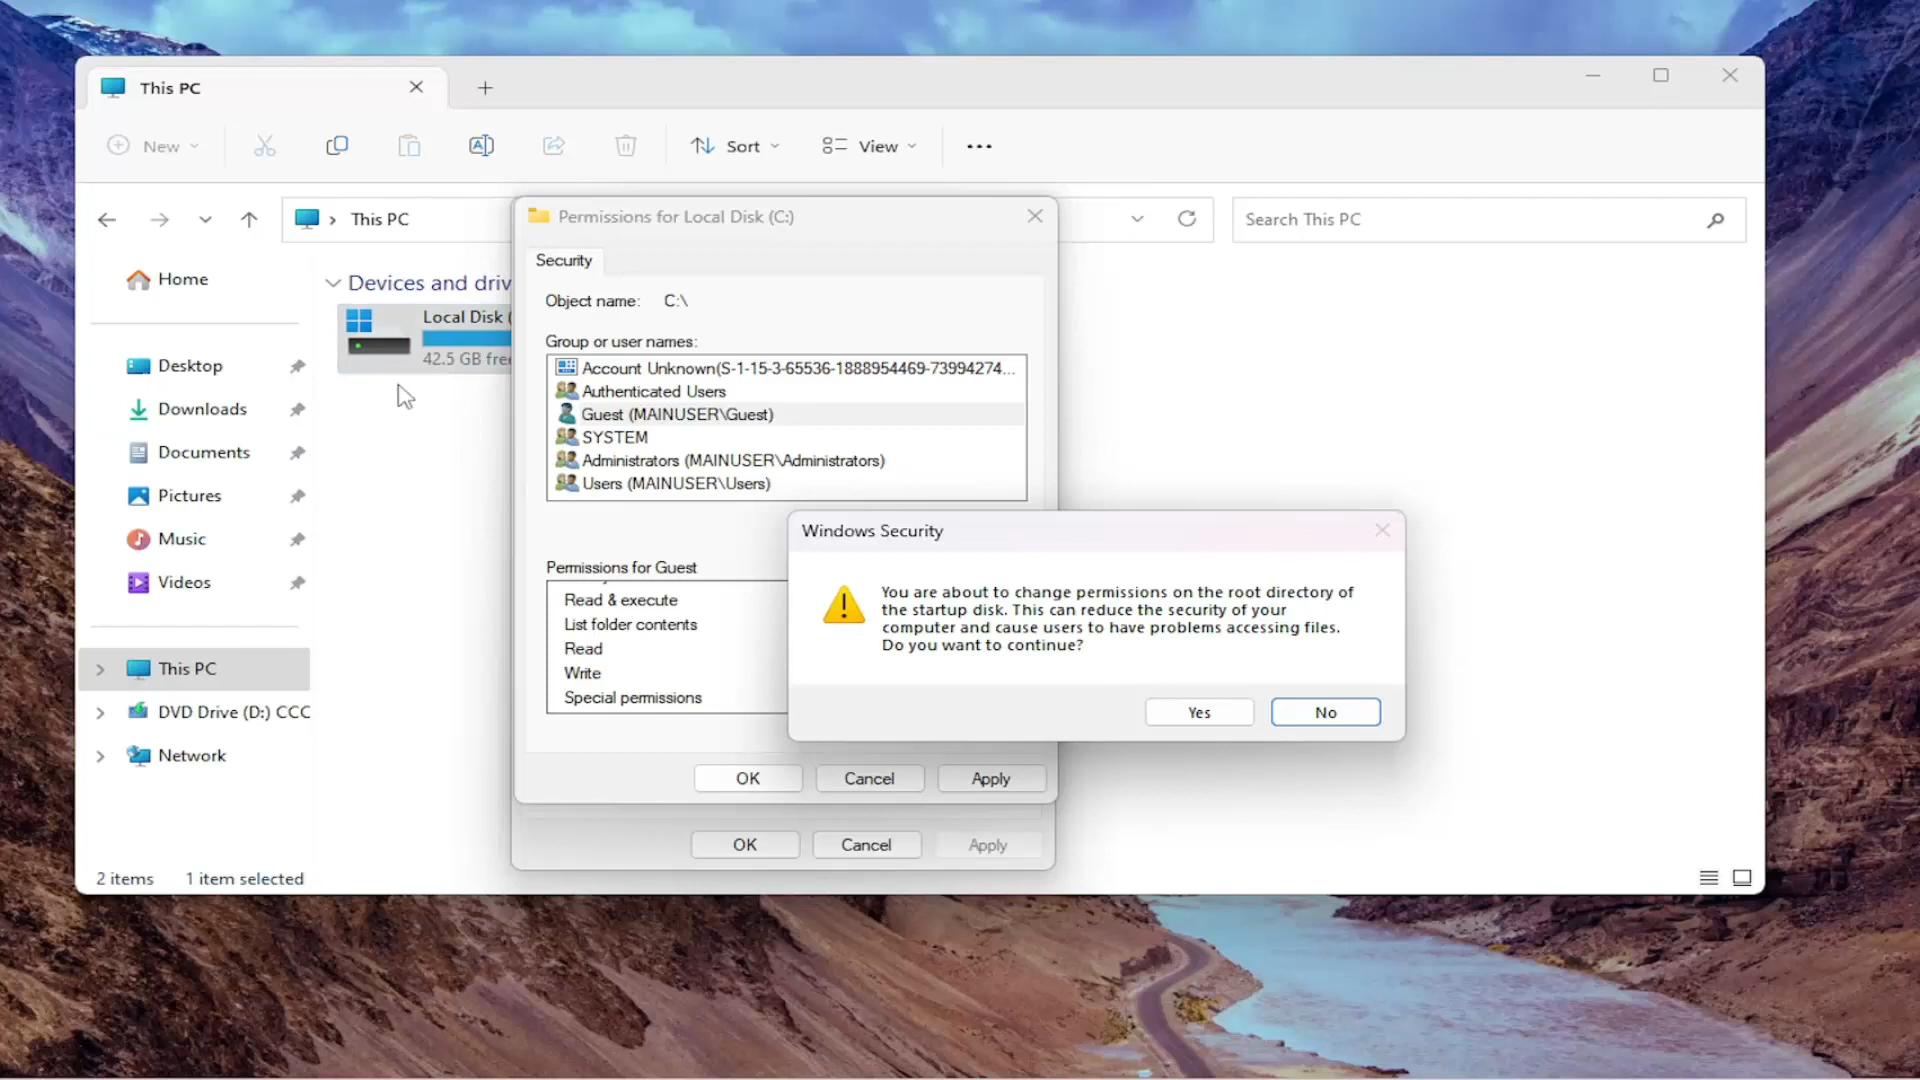 This PC
New
Sort
View
This PC
Search This PC
Home
Desktop
Downloads
Documents
Pictures
Music
Videos
This PC
DVD Drive (D:) CCC
Network
Devices and driv
Local Disk (
42.5 GB fre
2 items
1 item selected
Permissions for Local Disk (C:)
Security
Object name: C:\
Group or user names:
Account Unknown(S-1-15-3-65536-1888954469-73994274...
Authenticated Users
Guest (MAINUSER\Guest)
SYSTEM
Administrators (MAINUSER\Administrators)
Users (MAINUSER\Users)
Permissions for Guest
Read & execute
List folder contents
Read
Write
Special permissions
OK
Cancel
Apply
OK
Cancel
Apply
Windows Security
You are about to change permissions on the root directory of
the startup disk. This can reduce the security of your
computer and cause users to have problems accessing files.
Do you want to continue?
Yes
No